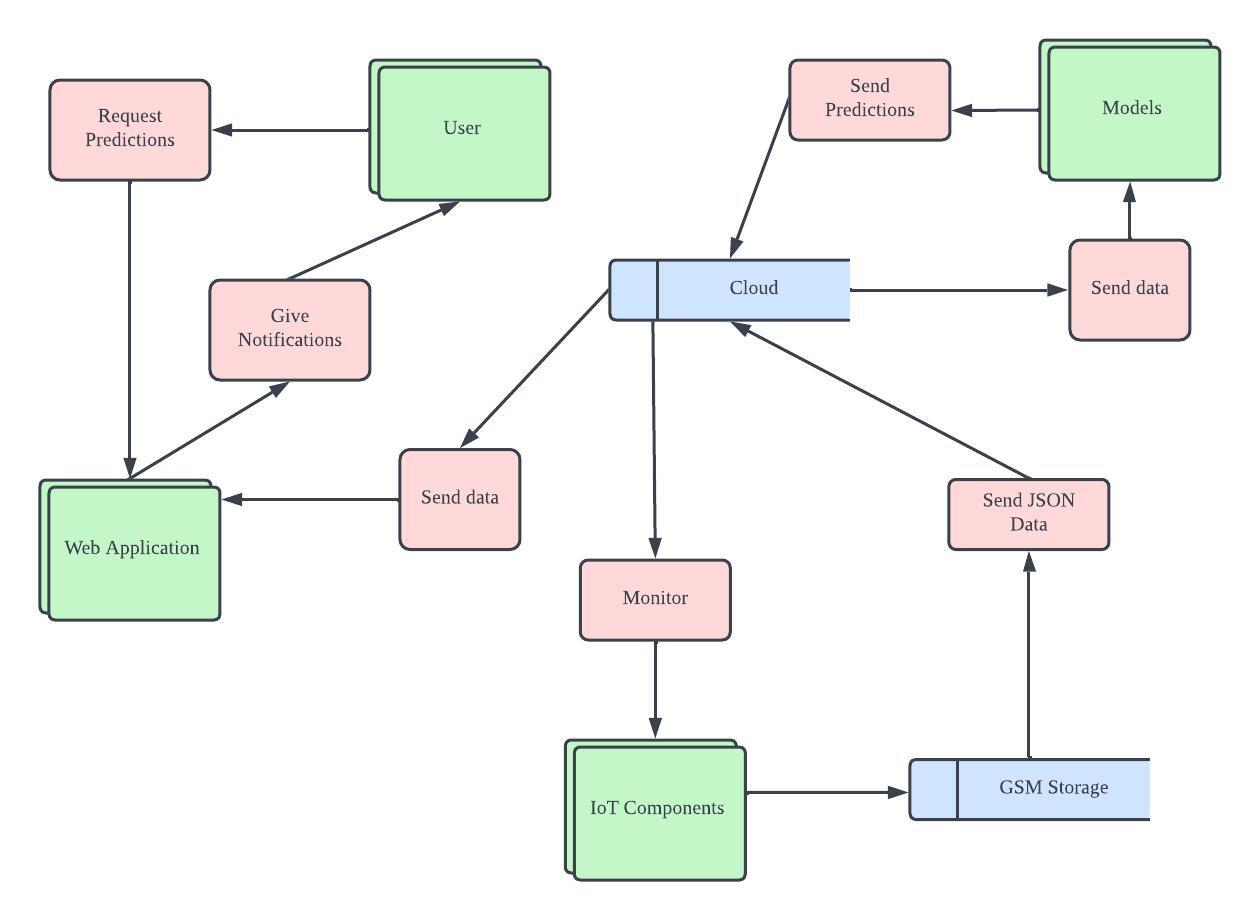 Request
Predictions
User
Send
Predictions
Models
Give
Notifications
Cloud
Send data
Web Application
Send data
Send JSON
Data
Monitor
IoT Components
GSM Storage